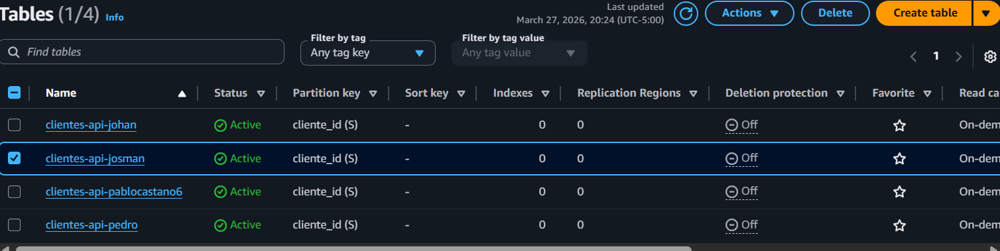 Tables (1/4) Info
Last updated
March 27, 2026, 20:24 (UTC-5:00)
Actions
Delete
Create table
Find tables
Filter by tag
Any tag key
Filter by tag value
Any tag value
1
Name Status Partition key Sort key Indexes Replication Regions Deletion protection Favorite Read ca
clientes-api-johan Active cliente_id (S) - 0 0 Off On-dem
clientes-api-josman Active cliente_id (S) - 0 0 Off On-dem
clientes-api-pablocastano6 Active cliente_id (S) - 0 0 Off On-dem
clientes-api-pedro Active cliente_id (S) - 0 0 Off On-dem